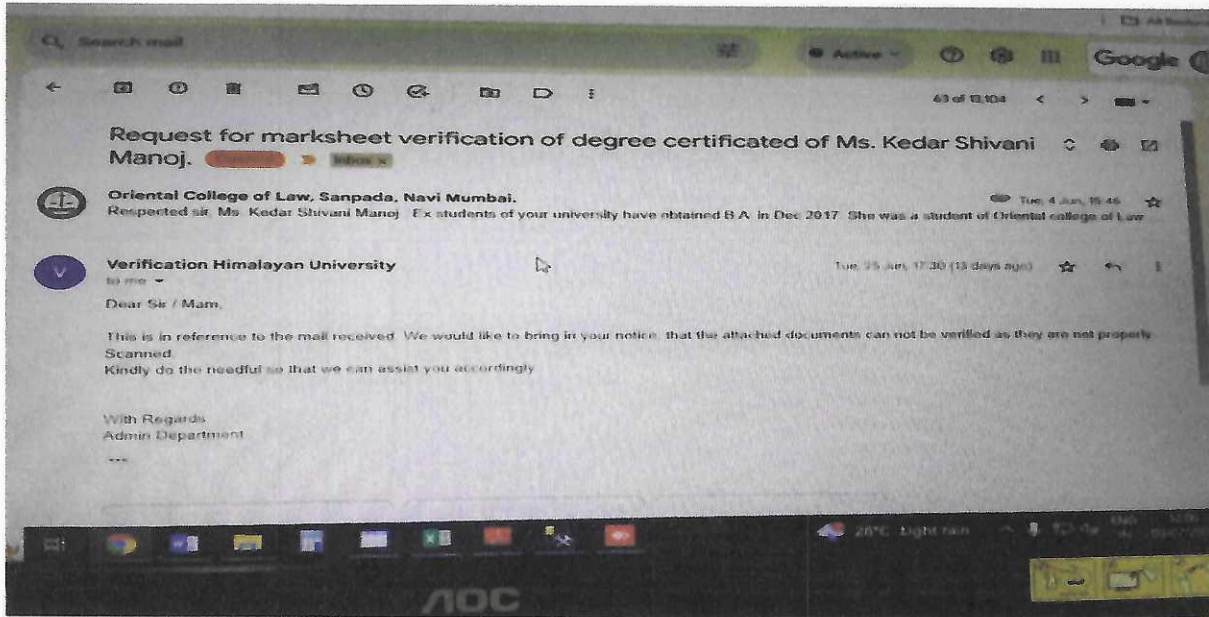 Search mail
Active
Google
63 of 13,104
Request for marksheet verification of degree certificated of Ms. Kedar Shivani
Manoj.
Inbox x
Oriental College of Law, Sanpada, Navi Mumbai.
Tue, 4 Jun, 15:46
Respected sir, Ms. Kedar Shivani Manoj. Ex students of your university have obtained B.A. in Dec 2017. She was a student of Oriental college of Law
V
Verification Himalayan University
Tue, 25 Jun, 17:30 (13 days ago)
to me
Dear Sir / Mam,
This is in reference to the mail received. We would like to bring in your notice, that the attached documents can not be verified as they are not properly
Scanned.
Kindly do the needful so that we can assist you accordingly
With Regards
Admin Department
26°C Light rain
ENG
AOC